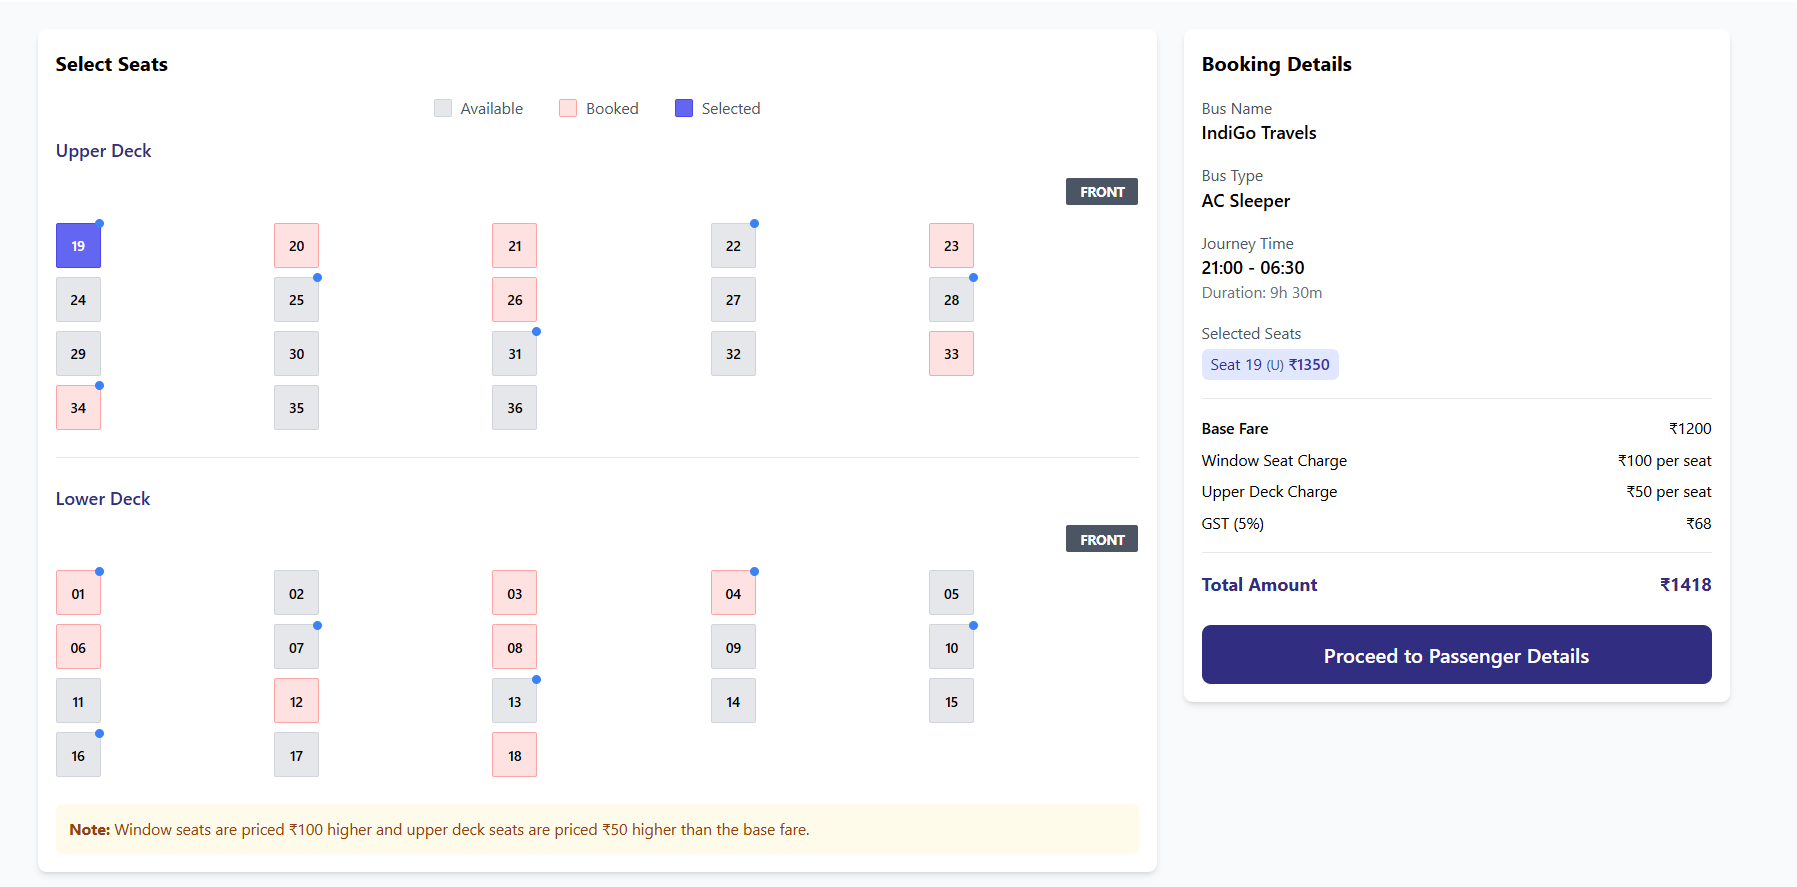 Select Seats
Available Booked Selected
Upper Deck
FRONT
19 20 21 22 23
24 25 26 27 28
29 30 31 32 33
34 35 36
Lower Deck
FRONT
01 02 03 04 05
06 07 08 09 10
11 12 13 14 15
16 17 18
Note: Window seats are priced ₹100 higher and upper deck seats are priced ₹50 higher than the base fare.
Booking Details
Bus Name
IndiGo Travels
Bus Type
AC Sleeper
Journey Time
21:00 - 06:30
Duration: 9h 30m
Selected Seats
Seat 19 (U) ₹1350
Base Fare ₹1200
Window Seat Charge ₹100 per seat
Upper Deck Charge ₹50 per seat
GST (5%) ₹68
Total Amount ₹1418
Proceed to Passenger Details